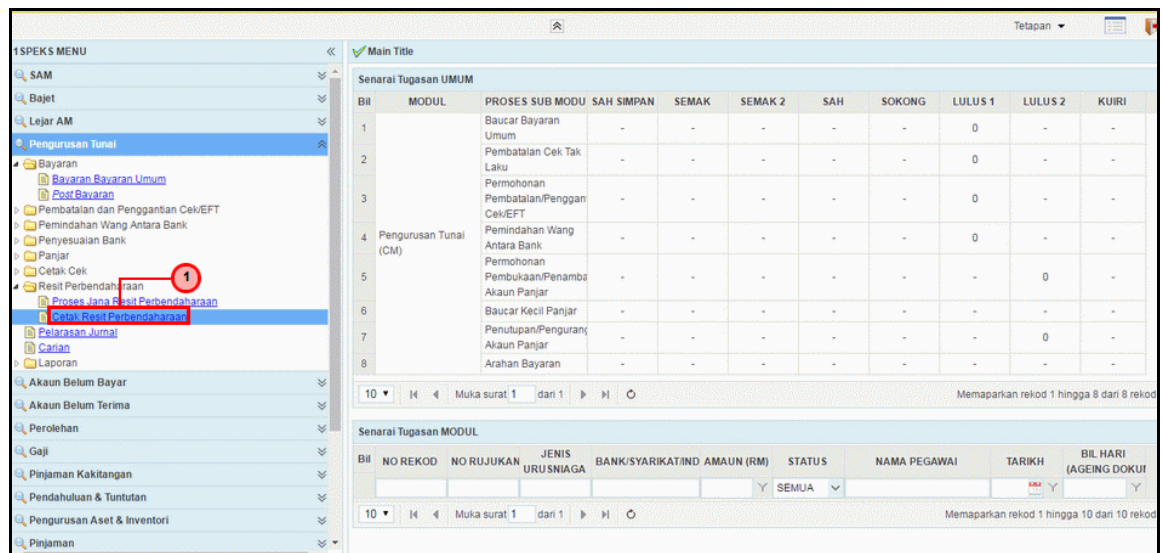 Tetapan
1SPEKS MENU
SAM
Bajet
Lejar AM
Pengurusan Tunai
Bayaran
Bayaran Bayaran Umum
Post Bayaran
Pembatalan dan Penggantian Cek/EFT
Pemindahan Wang Antara Bank
Penyesuaian Bank
Panjar
Cetak Cek
1
Resit Perbendaharaan
Proses Jana Resit Perbendaharaan
Cetak Resit Perbendaharaan
Pelarasan Jurnal
Carian
Laporan
Akaun Belum Bayar
Akaun Belum Terima
Perolehan
Gaji
Pinjaman Kakitangan
Pendahuluan & Tuntutan
Pengurusan Aset & Inventori
Pinjaman
Main Title
Senarai Tugasan UMUM
Bil MODUL PROSES SUB MODU SAH SIMPAN SEMAK SEMAK 2 SAH SOKONG LULUS 1 LULUS 2 KUIRI
Pengurusan Tunai
(CM)
1 Baucar Bayaran
Umum - - - - - 0 - -
2 Pembatalan Cek Tak
Laku - - - - - 0 - -
3 Permohonan
Pembatalan/Penggan
Cek/EFT - - - - - 0 - -
4 Pemindahan Wang
Antara Bank - - - - - 0 - -
5 Permohonan
Pembukaan/Penamba
Akaun Panjar - - - - - - 0 -
6 Baucar Kecil Panjar - - - - - - - -
7 Penutupan/Pengurang
Akaun Panjar - - - - - - 0 -
8 Arahan Bayaran - - - - - - - -
10 Muka surat 1 dari 1 Memaparkan rekod 1 hingga 8 dari 8 rekod
Senarai Tugasan MODUL
Bil NO REKOD NO RUJUKAN JENIS
URUSNIAGA BANK/SYARIKAT/IND AMAUN (RM) STATUS NAMA PEGAWAI TARIKH BIL HARI
(AGEING DOKU
SEMUA
10 Muka surat 1 dari 1 Memaparkan rekod 1 hingga 10 dari 10 rekod